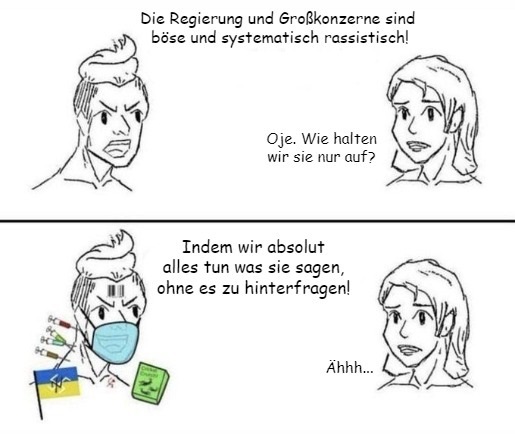 Die Regierung und Großkonzerne sind
böse und systematisch rassistisch!
Oje. Wie halten
wir sie nur auf?
Indem wir absolut
alles tun was sie sagen,
ohne es zu hinterfragen!
Ähhh...